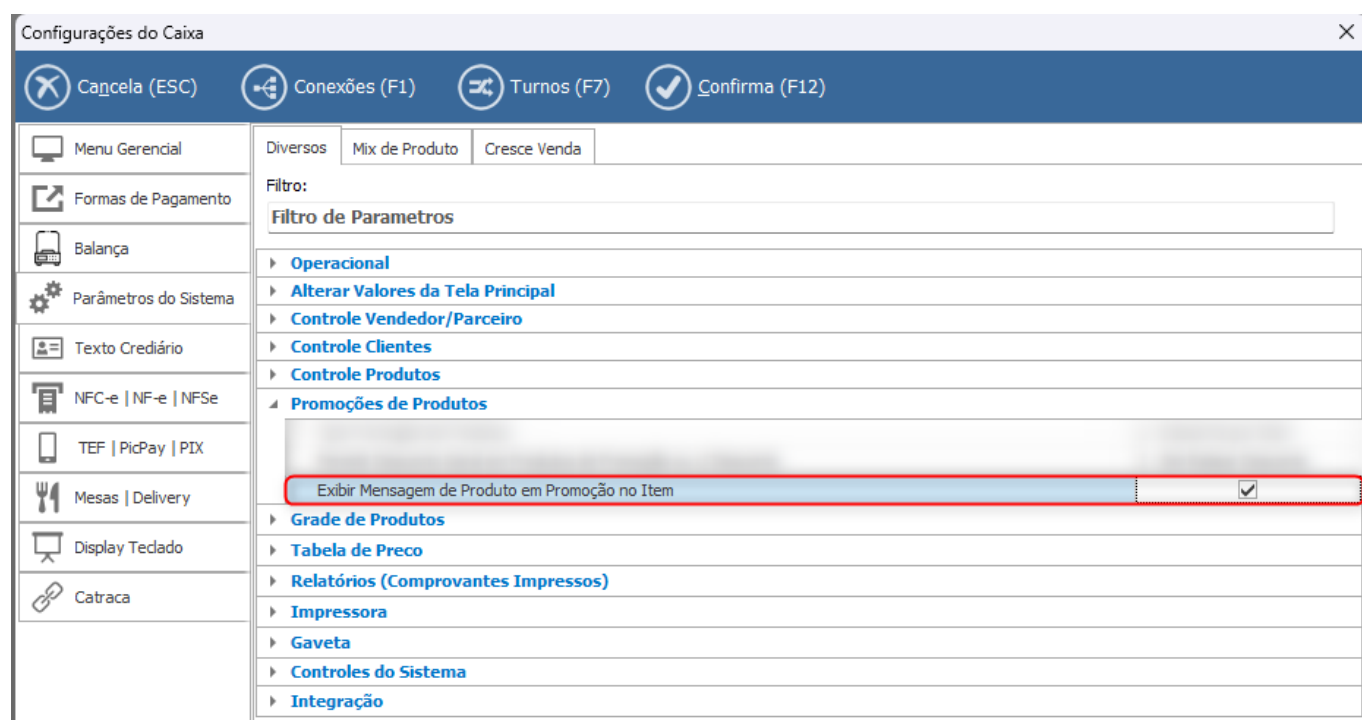 Configurações do Caixa
Cancela (ESC)
Conexões (F1)
Turnos (F7)
Confirma (F12)
Menu Gerencial
Formas de Pagamento
Balança
Parâmetros do Sistema
Texto Crediário
NFC-e | NF-e | NFSe
TEF | PicPay | PIX
Mesas | Delivery
Display Teclado
Catraca
Diversos
Mix de Produto
Cresce Venda
Filtro:
Filtro de Parametros
Operacional
Alterar Valores da Tela Principal
Controle Vendedor/Parceiro
Controle Clientes
Controle Produtos
Promoções de Produtos
Exibir Mensagem de Produto em Promoção no Item
Grade de Produtos
Tabela de Preco
Relatórios (Comprovantes Impressos)
Impressora
Gaveta
Controles do Sistema
Integração